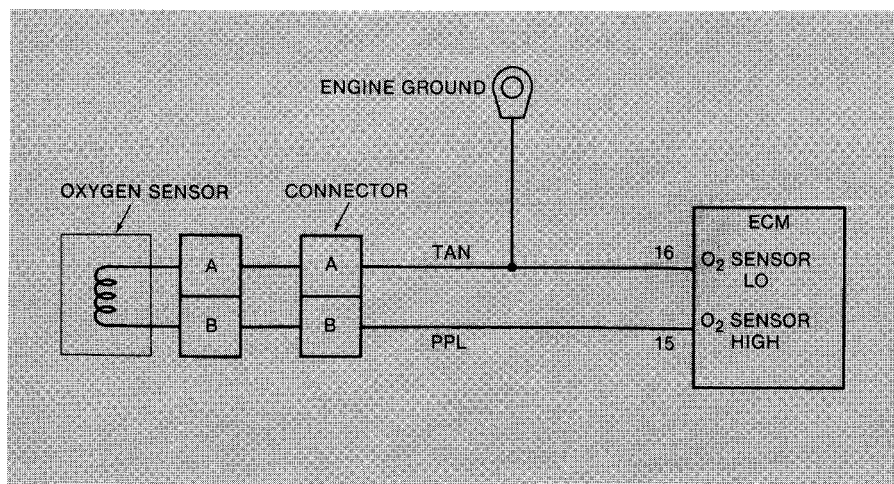 ENGINE GROUND
OXYGEN SENSOR
CONNECTOR
ECM
A
A
TAN
16
O₂ SENSOR
LO
B
B
PPL
15
O₂ SENSOR
HIGH